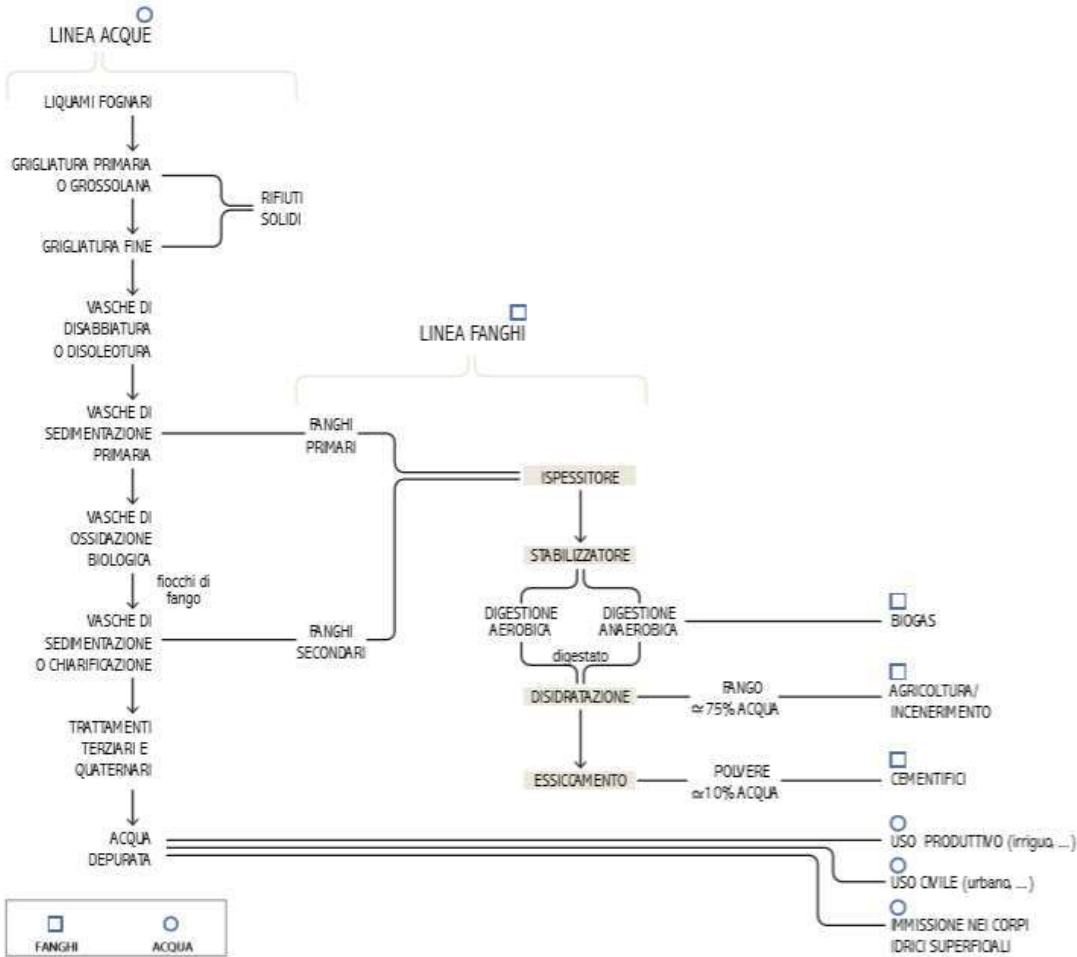 LINEA ACQUE
LIQUAMI FOGNARI
GRIGLIATURA PRIMARIA
O GROSSOLANA
RIFIUTI
SOLIDI
GRIGLIATURA FINE
VASCHE DI
DISABBIATURA
O DISOLEOTURA
LINEA FANGHI
VASCHE DI
SEDIMENTAZIONE
PRIMARIA
FANGHI
PRIMARI
ISPESSITORE
VASCHE DI
OSSIDAZIONE
BIOLOGICA
STABILIZZATORE
fiocchi di
fango
VASCHE DI
SEDIMENTAZIONE
O CHIARIFICAZIONE
FANGHI
SECONDARI
DIGESTIONE
AEROBICA
DIGESTIONE
ANAEROBICA
BIOGAS
digestato
DISIDRATAZIONE
FANGO
≃75% ACQUA
AGRICOLTURA/
INCENERIMENTO
TRATTAMENTI
TERZIARI E
QUATERNARI
ESSICCAMENTO
POLVERE
≃10% ACQUA
CEMENTIFICI
ACQUA
DEPURATA
USO PRODUTTIVO (irriguo, ...)
USO CIVILE (urbano, ...)
IMMISSIONE NEI CORPI
IDRICI SUPERFICIALI
FANGHI
ACQUA